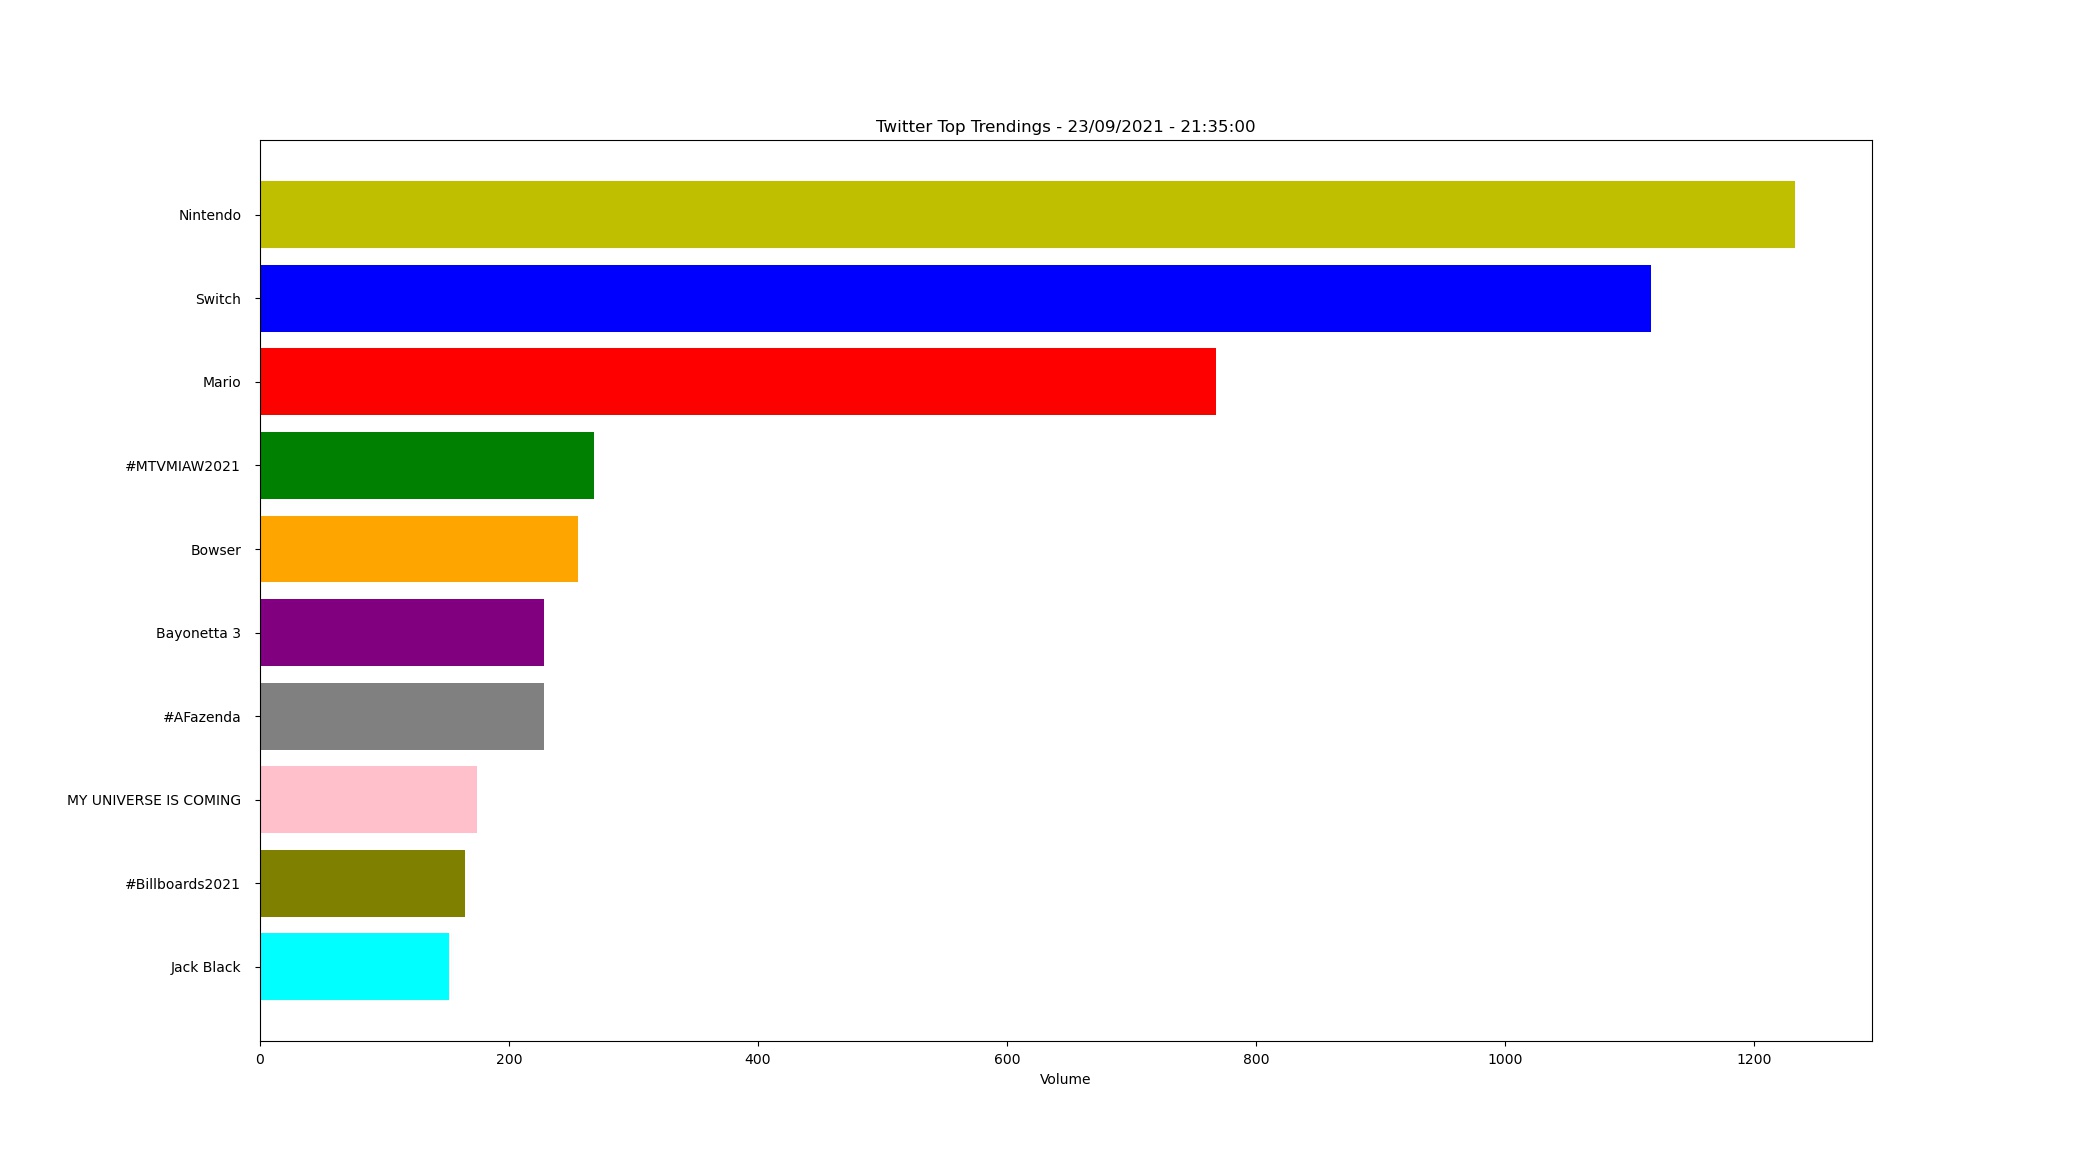 Twitter Top Trendings - 23/09/2021 - 21:35:00
Nintendo
Switch
Mario
#MTVMIAW2021
Bowser
Bayonetta 3
#AFazenda
MY UNIVERSE IS COMING
#Billboards2021
Jack Black
0 200 400 600 800 1000 1200
Volume